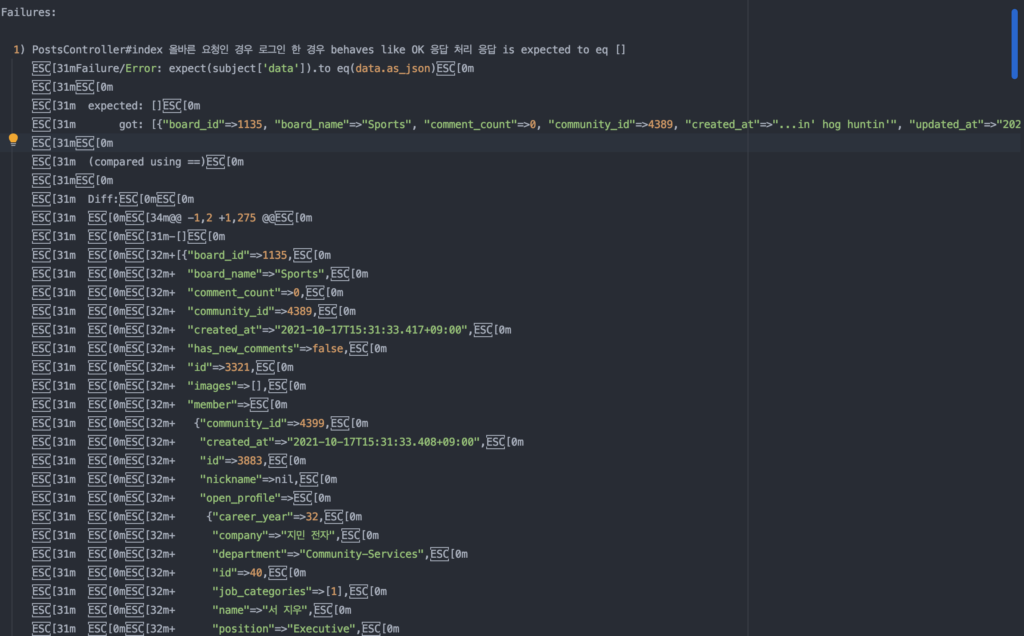 Failures:
1) PostsController#index 올바른 요청인 경우 로그인 한 경우 behaves like OK 응답 처리 응답 is expected to eq []
ESC[31mFailure/Error: expect(subject['data']).to eq(data.as_json)ESC[0m
ESC[31mESC[0m
ESC[31m  expected: []ESC[0m
ESC[31m       got: [{"board_id"=>1135, "board_name"=>"Sports", "comment_count"=>0, "community_id"=>4389, "created_at"=>"...in' hog huntin'", "updated_at"=>"202
ESC[31mESC[0m
ESC[31m  (compared using ==)ESC[0m
ESC[31mESC[0m
ESC[31m  Diff:ESC[0mESC[0m
ESC[31m  ESC[0mESC[34m@@ -1,2 +1,275 @@ESC[0m
ESC[31m  ESC[0mESC[31m-[]ESC[0m
ESC[31m  ESC[0mESC[32m+[{"board_id"=>1135,ESC[0m
ESC[31m  ESC[0mESC[32m+  "board_name"=>"Sports",ESC[0m
ESC[31m  ESC[0mESC[32m+  "comment_count"=>0,ESC[0m
ESC[31m  ESC[0mESC[32m+  "community_id"=>4389,ESC[0m
ESC[31m  ESC[0mESC[32m+  "created_at"=>"2021-10-17T15:31:33.417+09:00",ESC[0m
ESC[31m  ESC[0mESC[32m+  "has_new_comments"=>false,ESC[0m
ESC[31m  ESC[0mESC[32m+  "id"=>3321,ESC[0m
ESC[31m  ESC[0mESC[32m+  "images"=>[],ESC[0m
ESC[31m  ESC[0mESC[32m+  "member"=>ESC[0m
ESC[31m  ESC[0mESC[32m+   {"community_id"=>4399,ESC[0m
ESC[31m  ESC[0mESC[32m+    "created_at"=>"2021-10-17T15:31:33.408+09:00",ESC[0m
ESC[31m  ESC[0mESC[32m+    "id"=>3883,ESC[0m
ESC[31m  ESC[0mESC[32m+    "nickname"=>nil,ESC[0m
ESC[31m  ESC[0mESC[32m+    "open_profile"=>ESC[0m
ESC[31m  ESC[0mESC[32m+     {"career_year"=>32,ESC[0m
ESC[31m  ESC[0mESC[32m+      "company"=>"지민 전자",ESC[0m
ESC[31m  ESC[0mESC[32m+      "department"=>"Community-Services",ESC[0m
ESC[31m  ESC[0mESC[32m+      "id"=>40,ESC[0m
ESC[31m  ESC[0mESC[32m+      "job_categories"=>[1],ESC[0m
ESC[31m  ESC[0mESC[32m+      "name"=>"서 지우",ESC[0m
ESC[31m  ESC[0mESC[32m+      "position"=>"Executive",ESC[0m